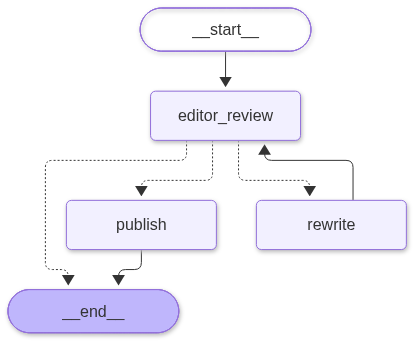 __start__
editor_review
publish
rewrite
__end__